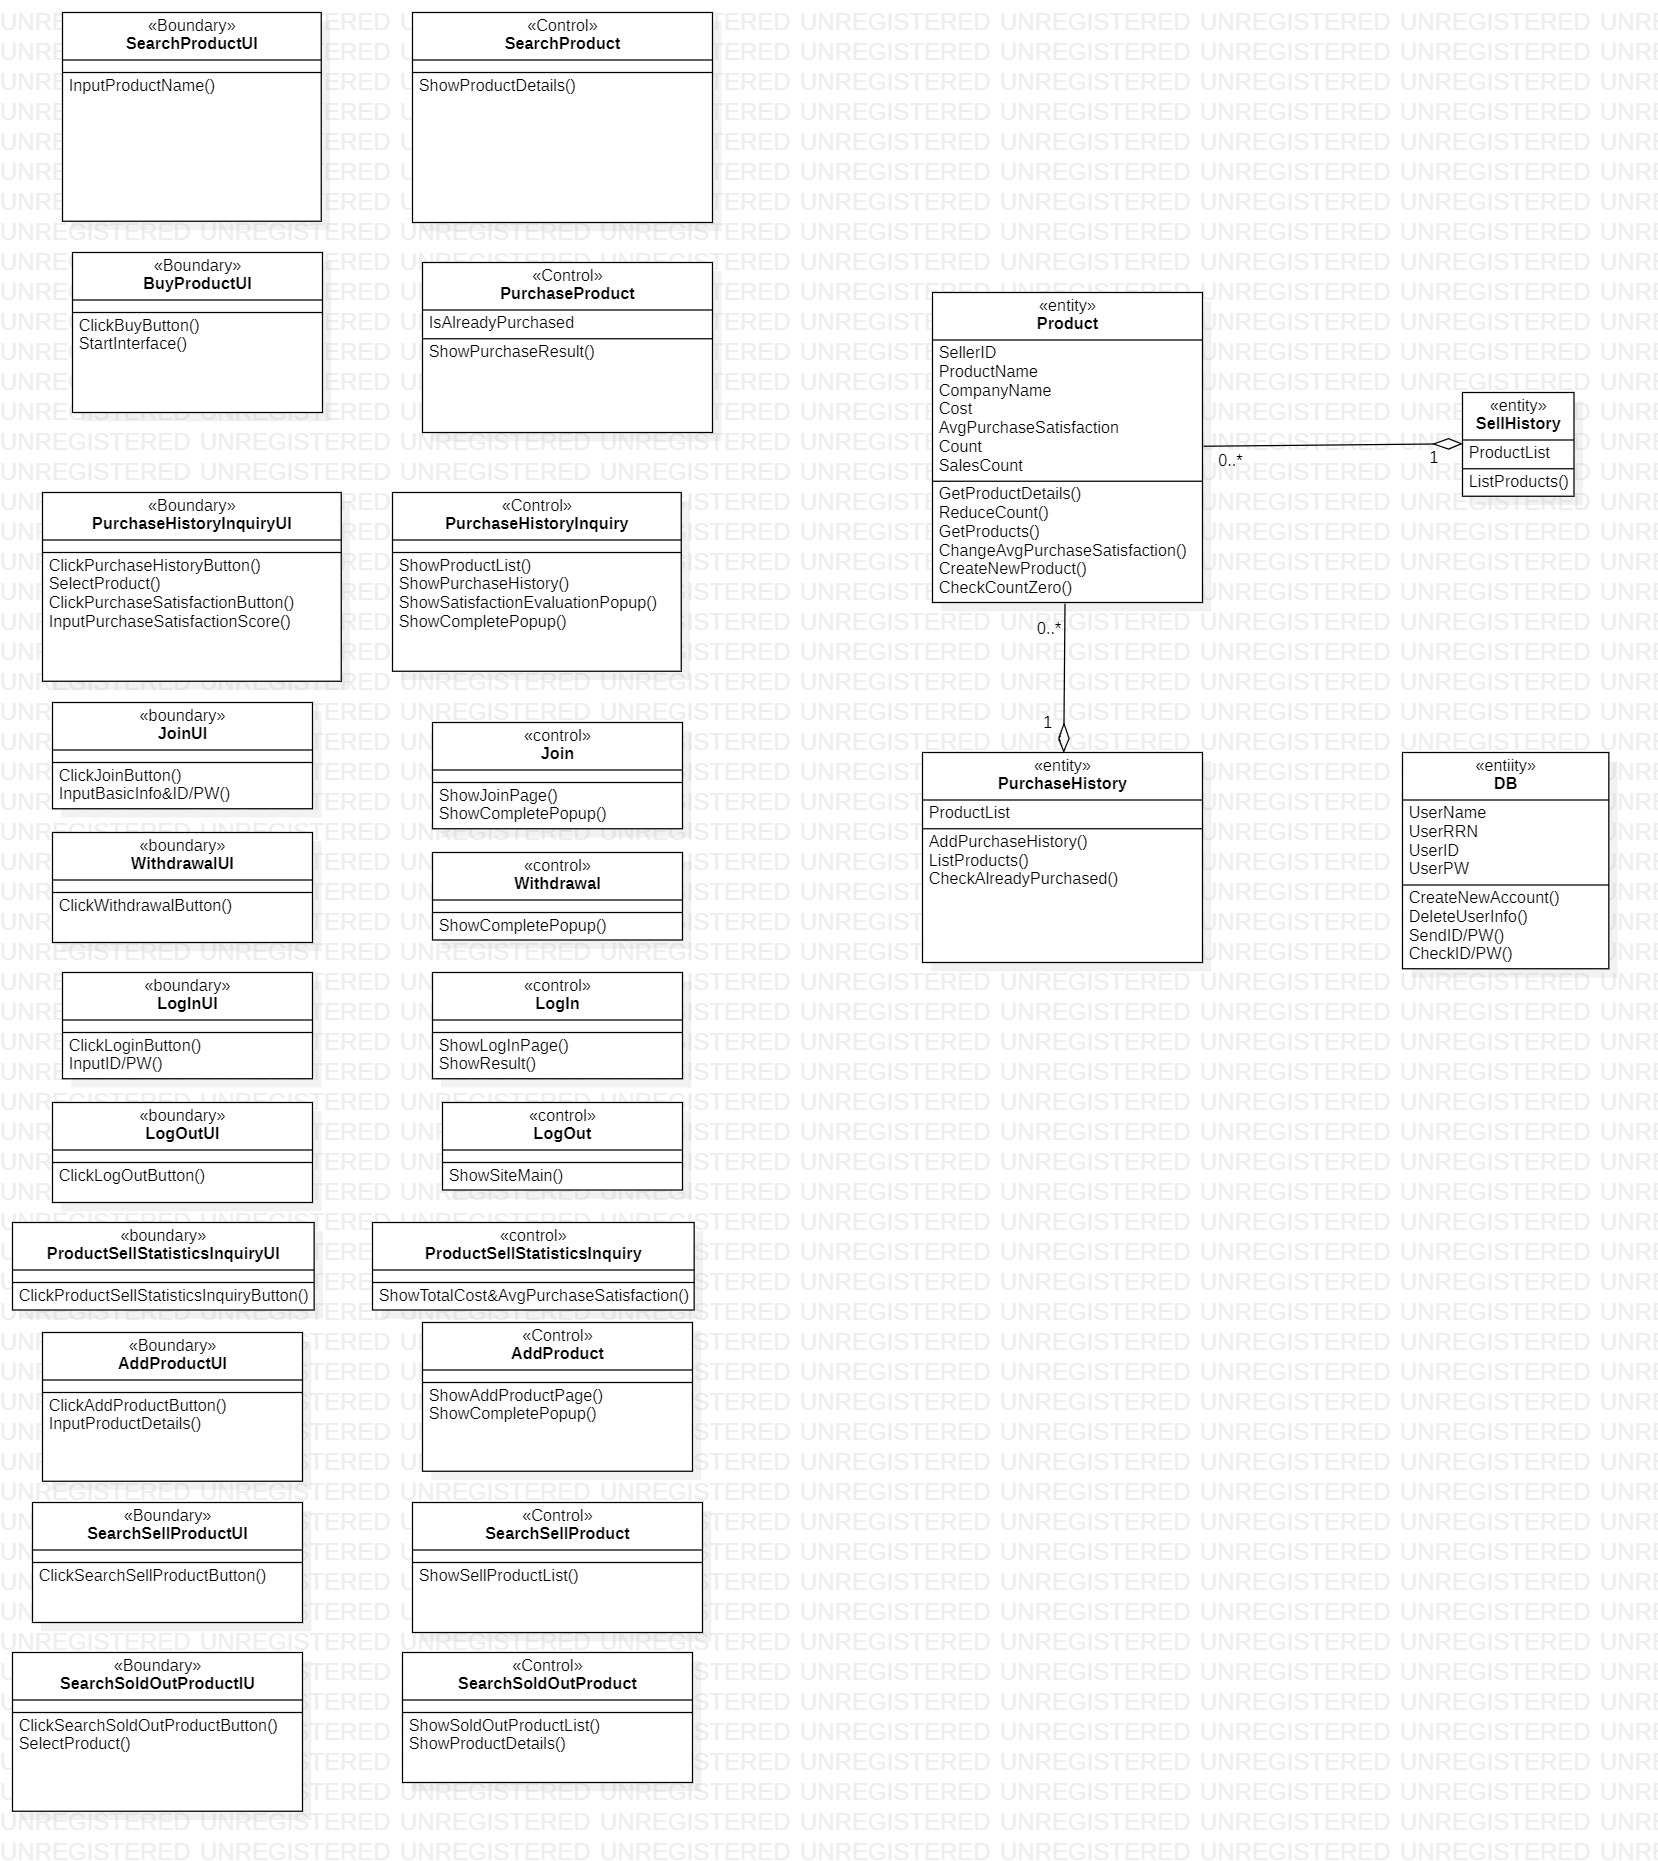 «Boundary»
SearchProductUI
InputProductName()
«Control»
SearchProduct
ShowProductDetails()
«Boundary»
BuyProductUI
ClickBuyButton()
StartInterface()
«Control»
PurchaseProduct
IsAlreadyPurchased
ShowPurchaseResult()
«entity»
Product
SellerID
ProductName
CompanyName
Cost
AvgPurchaseSatisfaction
Count
SalesCount
GetProductDetails()
ReduceCount()
GetProducts()
ChangeAvgPurchaseSatisfaction()
CreateNewProduct()
CheckCountZero()
0..*
1
«entity»
SellHistory
ProductList
ListProducts()
«Boundary»
PurchaseHistoryInquiryUI
ClickPurchaseHistoryButton()
SelectProduct()
ClickPurchaseSatisfactionButton()
InputPurchaseSatisfactionScore()
«Control»
PurchaseHistoryInquiry
ShowProductList()
ShowPurchaseHistory()
ShowSatisfactionEvaluationPopup()
ShowCompletePopup()
0..*
1
«boundary»
JoinUI
ClickJoinButton()
InputBasicInfo&ID/PW()
«control»
Join
ShowJoinPage()
ShowCompletePopup()
«entity»
PurchaseHistory
ProductList
AddPurchaseHistory()
ListProducts()
CheckAlreadyPurchased()
«entiity»
DB
UserName
UserRRN
UserID
UserPW
CreateNewAccount()
DeleteUserInfo()
SendID/PW()
CheckID/PW()
«boundary»
WithdrawalUI
ClickWithdrawalButton()
«control»
Withdrawal
ShowCompletePopup()
«boundary»
LogInUI
ClickLoginButton()
InputID/PW()
«control»
LogIn
ShowLogInPage()
ShowResult()
«boundary»
LogOutUI
ClickLogOutButton()
«control»
LogOut
ShowSiteMain()
«boundary»
ProductSellStatisticsInquiryUI
ClickProductSellStatisticsInquiryButton()
«control»
ProductSellStatisticsInquiry
ShowTotalCost&AvgPurchaseSatisfaction()
«Boundary»
AddProductUI
ClickAddProductButton()
InputProductDetails()
«Control»
AddProduct
ShowAddProductPage()
ShowCompletePopup()
«Boundary»
SearchSellProductUI
ClickSearchSellProductButton()
«Control»
SearchSellProduct
ShowSellProductList()
«Boundary»
SearchSoldOutProductIU
ClickSearchSoldOutProductButton()
SelectProduct()
«Control»
SearchSoldOutProduct
ShowSoldOutProductList()
ShowProductDetails()
UNREGISTERED